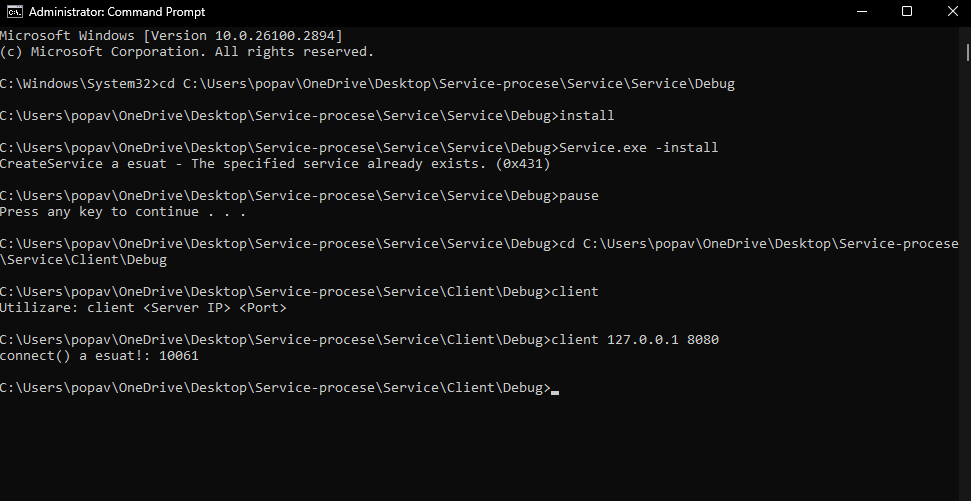 Administrator: Command Prompt
Microsoft Windows [Version 10.0.26100.2894]
(c) Microsoft Corporation. All rights reserved.
C:\Windows\System32>cd C:\Users\popav\OneDrive\Desktop\Service-procese\Service\Service\Debug
C:\Users\popav\OneDrive\Desktop\Service-procese\Service\Service\Debug>install
C:\Users\popav\OneDrive\Desktop\Service-procese\Service\Service\Debug>Service.exe -install
CreateService a esuat - The specified service already exists. (0x431)
C:\Users\popav\OneDrive\Desktop\Service-procese\Service\Service\Debug>pause
Press any key to continue . . .
C:\Users\popav\OneDrive\Desktop\Service-procese\Service\Service\Debug>cd C:\Users\popav\OneDrive\Desktop\Service-procese
\Service\Client\Debug
C:\Users\popav\OneDrive\Desktop\Service-procese\Service\Client\Debug>client
Utilizare: client <Server IP> <Port>
C:\Users\popav\OneDrive\Desktop\Service-procese\Service\Client\Debug>client 127.0.0.1 8080
connect() a esuat!: 10061
C:\Users\popav\OneDrive\Desktop\Service-procese\Service\Client\Debug>